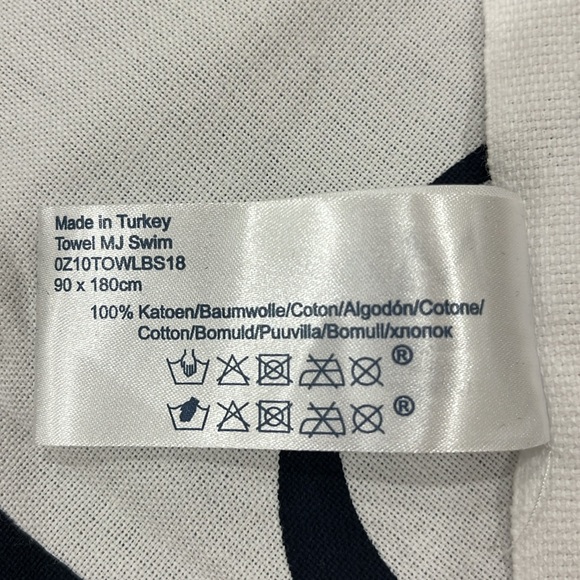 Made in Turkey
Towel MJ Swim
0Z10TOWLBS18
90 x 180cm
100% Katoen/Baumwolle/Coton/Algodón/Cotone/
Cotton/Bomuld/Puuvilla/Bomull/хлопок
®
®